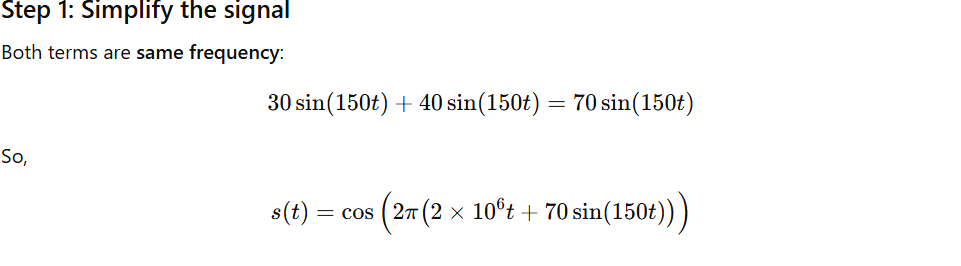 Step 1: Simplify the signal
Both terms are same frequency:
30 sin(150t) + 40 sin(150t) = 70 sin(150t)
So,
s(t) = cos (2π(2 × 10⁶t + 70 sin(150t)))